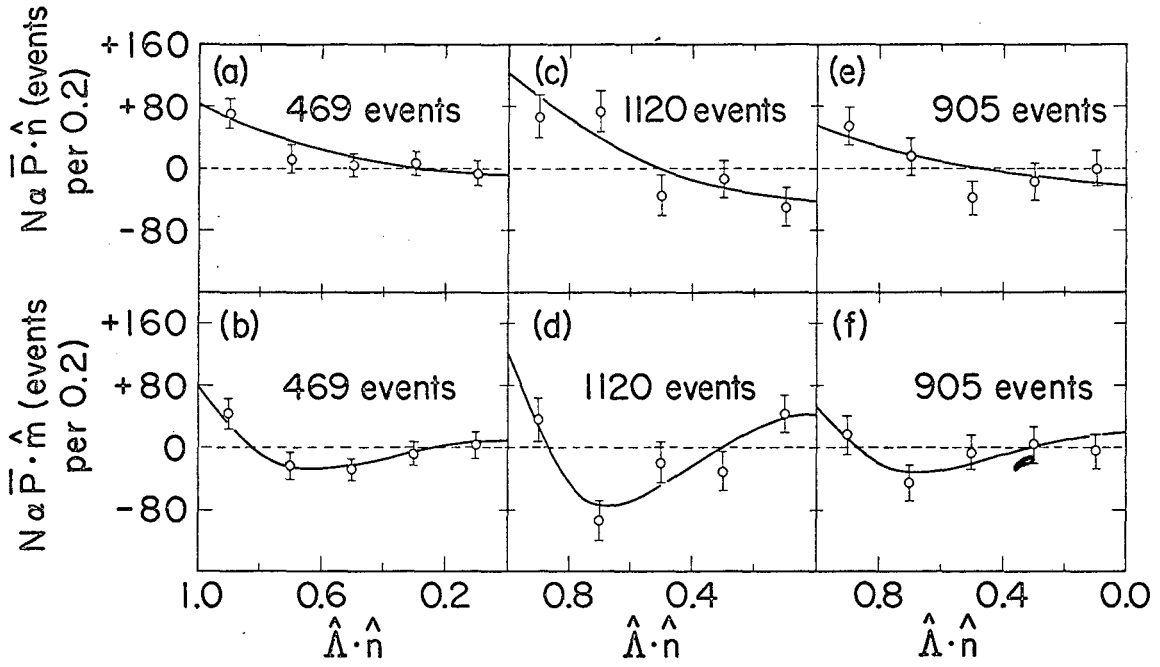 N α P̅ · n̂ (events
per 0.2)
+160
+80
0
-80
(a)
469 events
(c)
1120 events
(e)
905 events
N α P̅ · m̂ (events
per 0.2)
+160
+80
0
-80
(b)
469 events
(d)
1120 events
(f)
905 events
1.0 0.6 0.2 0.8 0.4 0.8 0.4 0.0
Λ̂ · n̂ Λ̂ · n̂ Λ̂ · n̂